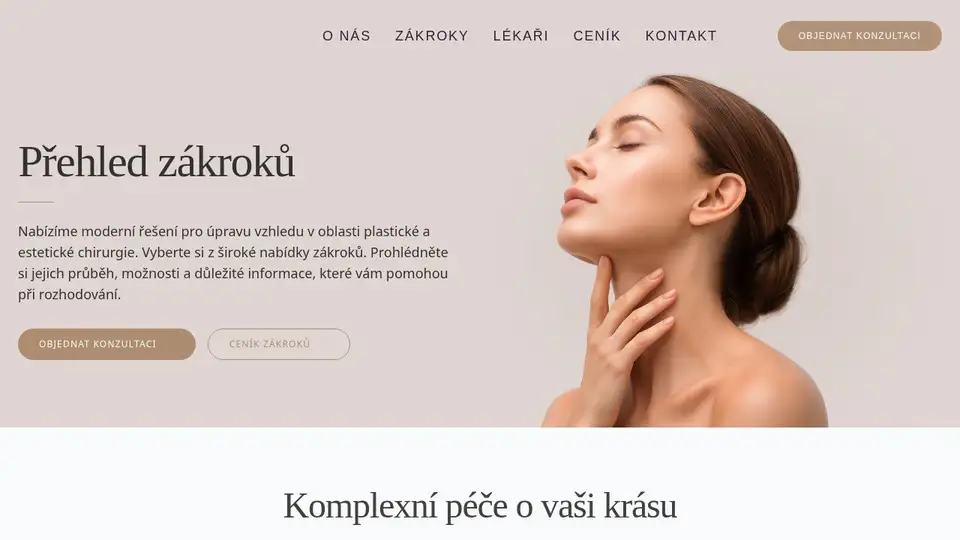 O NÁS ZÁKROKY LÉKAŘI CENÍK KONTAKT OBJEDNAT KONZULTACI
Přehled zákroků
Nabízíme moderní řešení pro úpravu vzhledu v oblasti plastické a
estetické chirurgie. Vyberte si z široké nabídky zákroků. Prohlédněte
si jejich průběh, možnosti a důležité informace, které vám pomohou
při rozhodování.
OBJEDNAT KONZULTACI CENÍK ZÁKROKŮ
Komplexní péče o vaši krásu